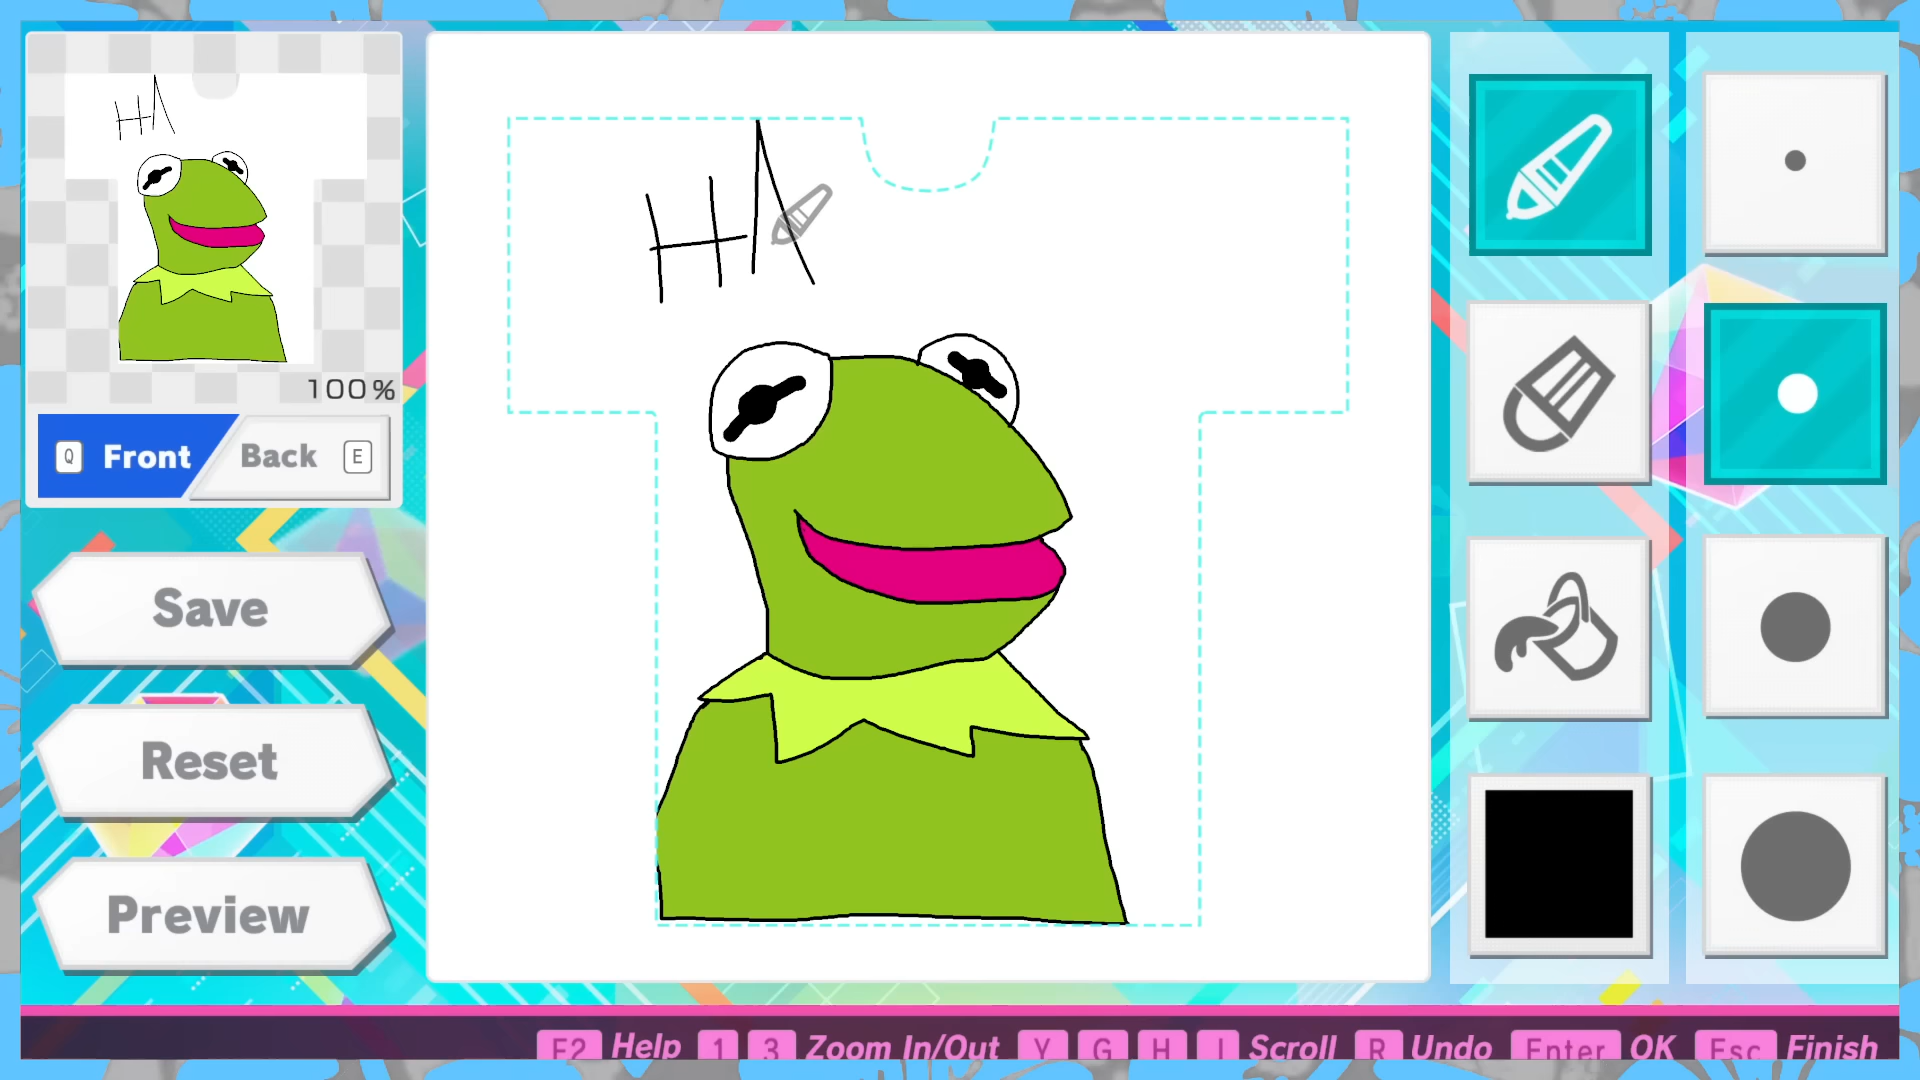 HA
100%
Q Front Back E
Save
Reset
Preview
F2 Help 1 3 Zoom In/Out Y G H J Scroll R Undo Enter OK Esc Finish